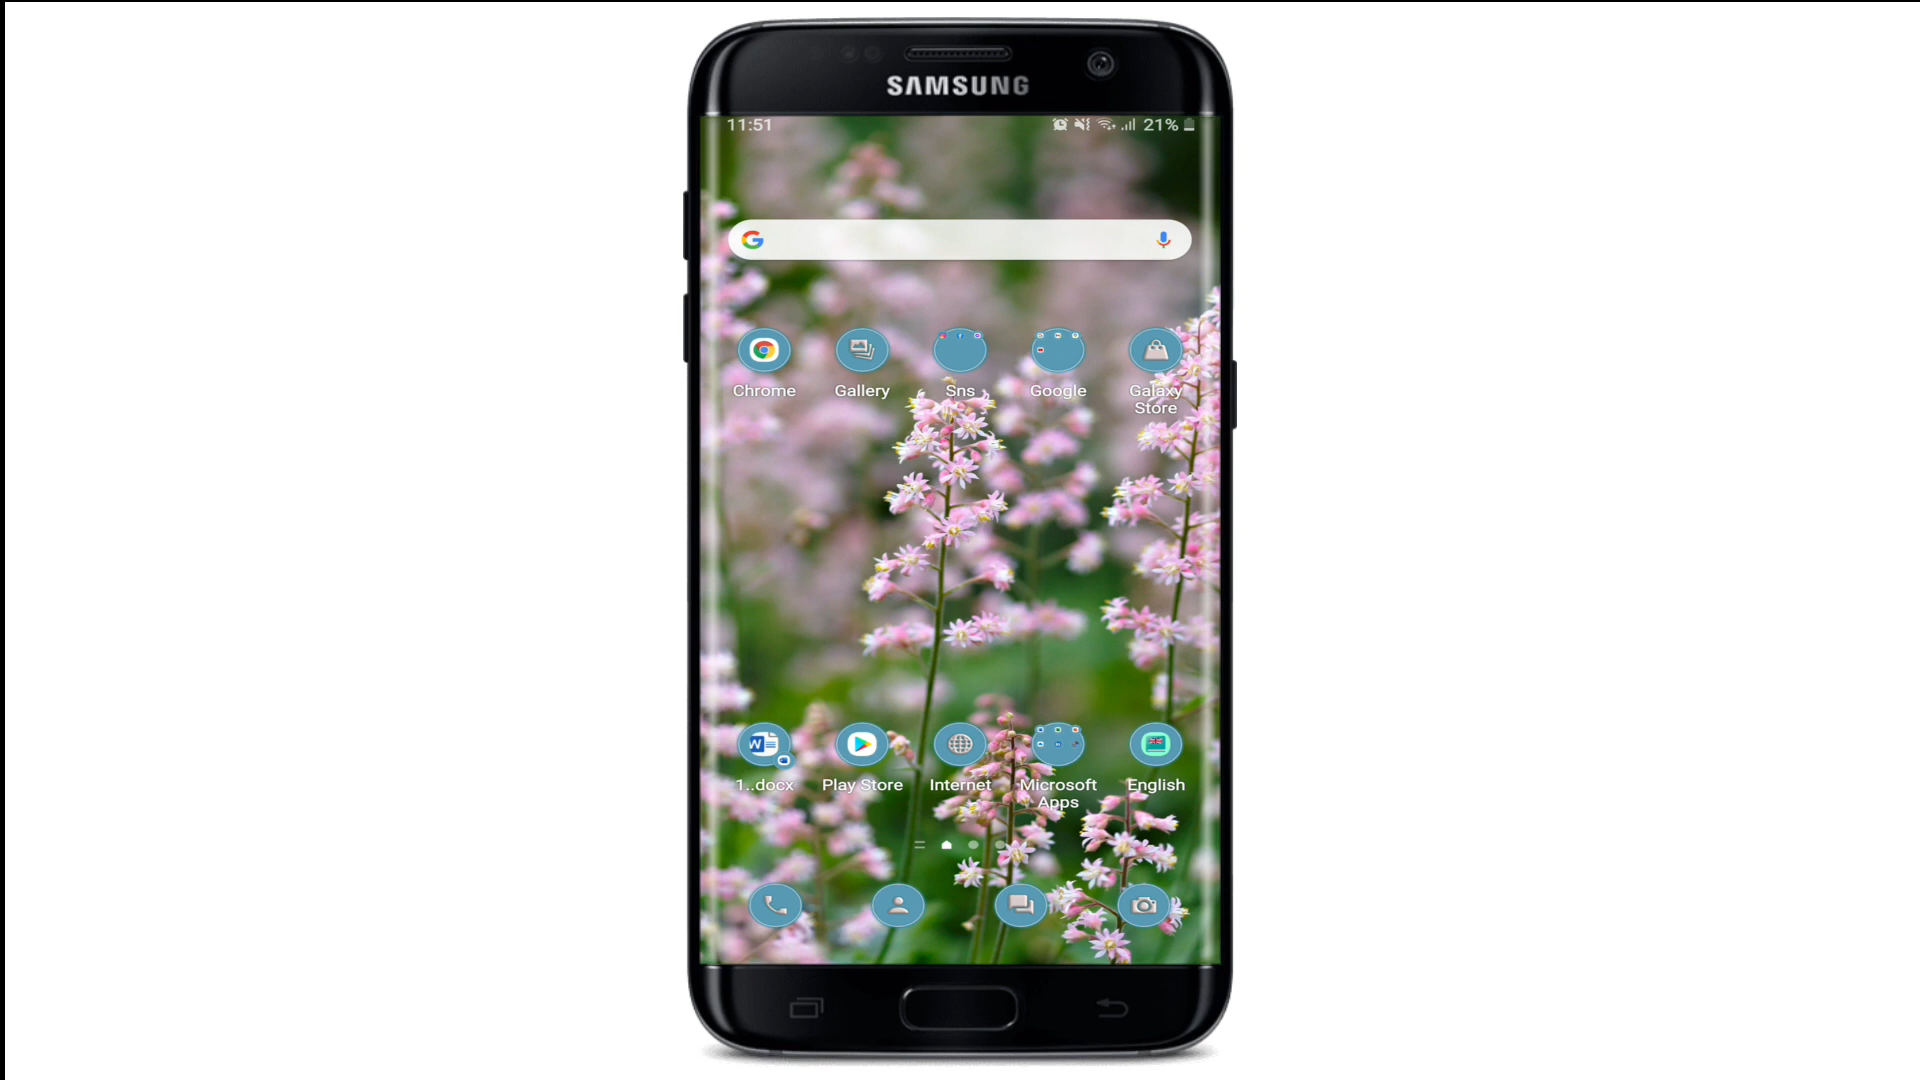 SAMSUNG
11:51
21%
Chrome
Gallery
Sns
Google
Galaxy
Store
1..docx
Play Store
Internet
Microsoft
Apps
English